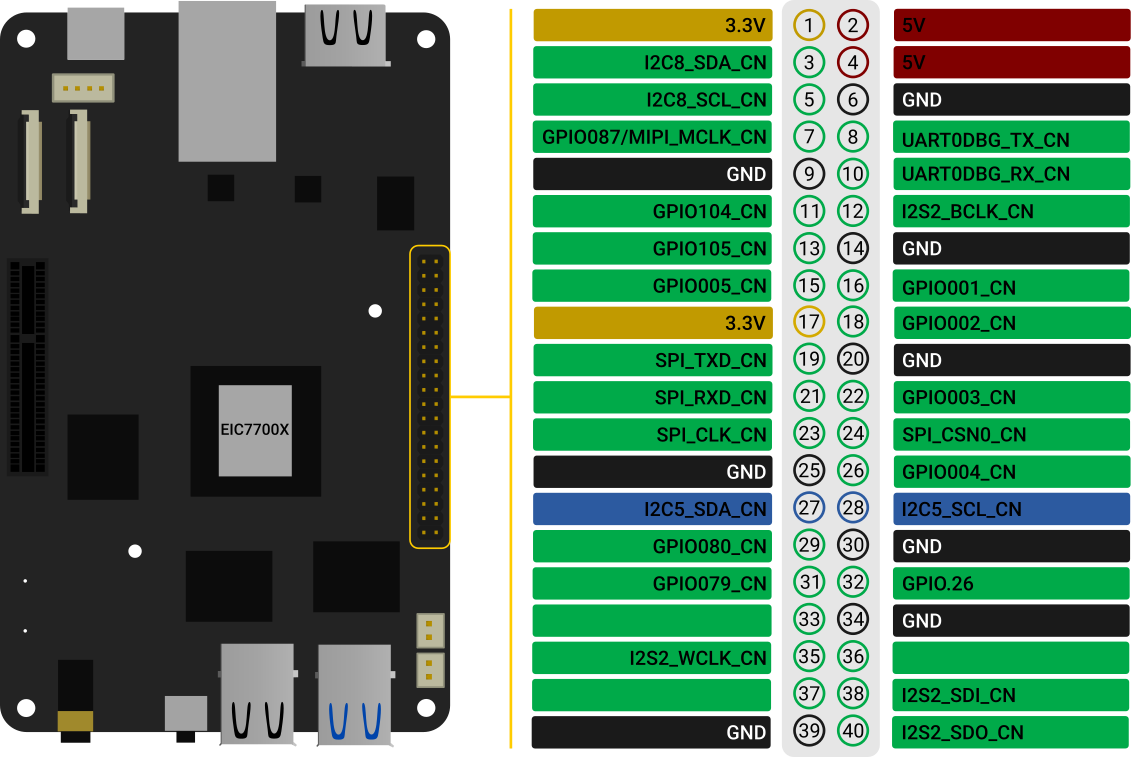 3.3V 1 2 5V
I2C8_SDA_CN 3 4 5V
I2C8_SCL_CN 5 6 GND
GPIO087/MIPI_MCLK_CN 7 8 UART0DBG_TX_CN
GND 9 10 UART0DBG_RX_CN
GPIO104_CN 11 12 I2S2_BCLK_CN
GPIO105_CN 13 14 GND
GPIO005_CN 15 16 GPIO001_CN
3.3V 17 18 GPIO002_CN
SPI_TXD_CN 19 20 GND
SPI_RXD_CN 21 22 GPIO003_CN
EIC7700X
SPI_CLK_CN 23 24 SPI_CSN0_CN
GND 25 26 GPIO004_CN
I2C5_SDA_CN 27 28 I2C5_SCL_CN
GPIO080_CN 29 30 GND
GPIO079_CN 31 32 GPIO.26
33 34 GND
I2S2_WCLK_CN 35 36
37 38 I2S2_SDI_CN
GND 39 40 I2S2_SDO_CN